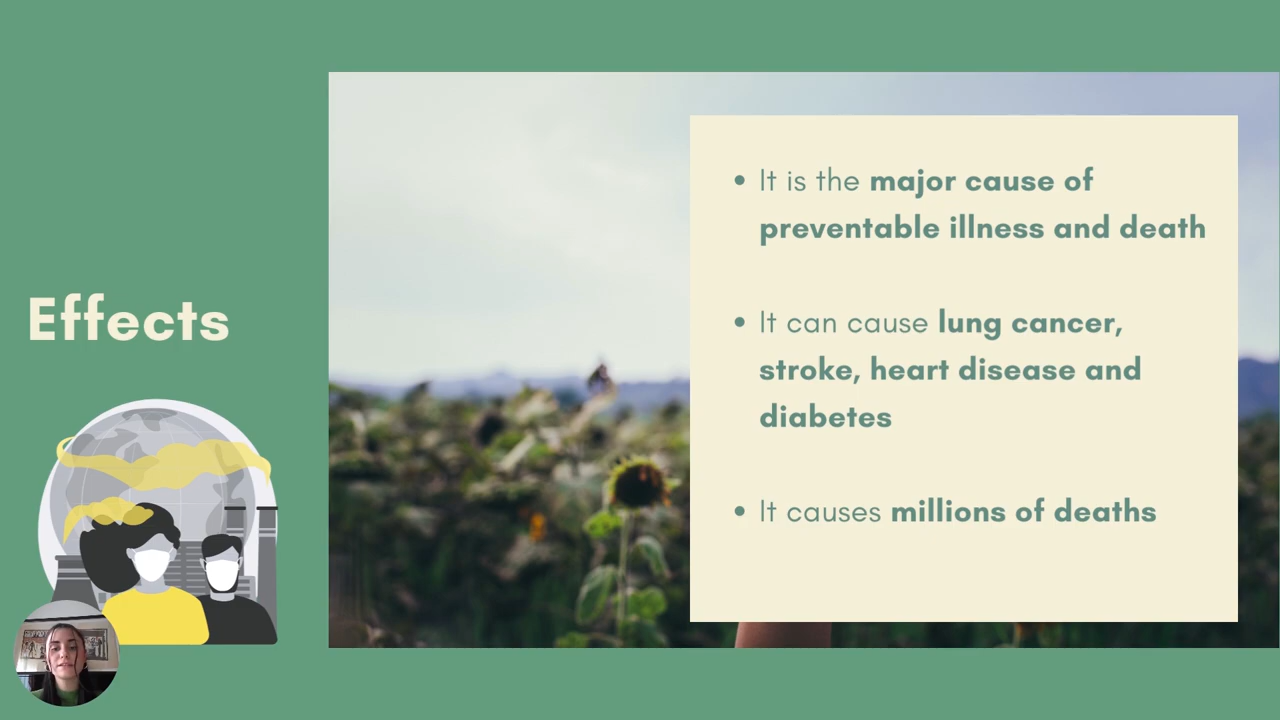 Effects
• It is the major cause of
preventable illness and death
• It can cause lung cancer,
stroke, heart disease and
diabetes
• It causes millions of deaths